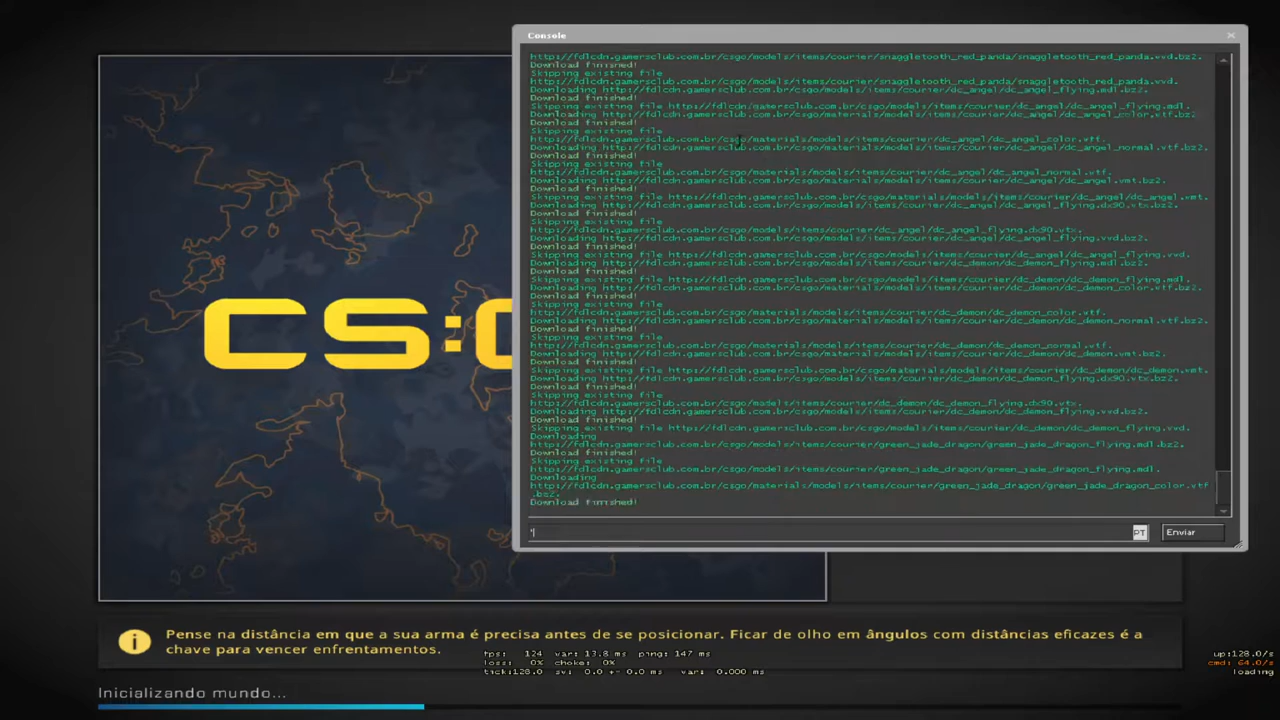 Console
http://fdlcdn.gamersclub.com.br/csgo/models/items/courier/snaggletooth_red_panda/snaggletooth_red_panda.vvd.bz2.
Download finished!
Skipping existing file
http://fdlcdn.gamersclub.com.br/csgo/models/items/courier/snaggletooth_red_panda/snaggletooth_red_panda.vvd.
Downloading http://fdlcdn.gamersclub.com.br/csgo/models/items/courier/dc_angel/dc_angel_flying.mdl.bz2.
Download finished!
Skipping existing file http://fdlcdn.gamersclub.com.br/csgo/models/items/courier/dc_angel/dc_angel_flying.mdl.
Downloading http://fdlcdn.gamersclub.com.br/csgo/materials/models/items/courier/dc_angel/dc_angel_color.vtf.bz2
Download finished!
Skipping existing file
http://fdlcdn.gamersclub.com.br/csgo/materials/models/items/courier/dc_angel/dc_angel_color.vtf.
Downloading http://fdlcdn.gamersclub.com.br/csgo/materials/models/items/courier/dc_angel/dc_angel_normal.vtf.bz2.
Download finished!
Skipping existing file
http://fdlcdn.gamersclub.com.br/csgo/materials/models/items/courier/dc_angel/dc_angel_normal.vtf.
Downloading http://fdlcdn.gamersclub.com.br/csgo/materials/models/items/courier/dc_angel/dc_angel.vmt.bz2.
Download finished!
Skipping existing file http://fdlcdn.gamersclub.com.br/csgo/materials/models/items/courier/dc_angel/dc_angel.vmt.
Downloading http://fdlcdn.gamersclub.com.br/csgo/models/items/courier/dc_angel/dc_angel_flying.dx90.vtx.bz2.
Download finished!
Skipping existing file
http://fdlcdn.gamersclub.com.br/csgo/models/items/courier/dc_angel/dc_angel_flying.dx90.vtx.
Downloading http://fdlcdn.gamersclub.com.br/csgo/models/items/courier/dc_angel/dc_angel_flying.vvd.bz2.
Download finished!
Skipping existing file http://fdlcdn.gamersclub.com.br/csgo/models/items/courier/dc_angel/dc_angel_flying.vvd.
Downloading http://fdlcdn.gamersclub.com.br/csgo/models/items/courier/dc_demon/dc_demon_flying.mdl.bz2.
Download finished!
Skipping existing file http://fdlcdn.gamersclub.com.br/csgo/models/items/courier/dc_demon/dc_demon_flying.mdl.
Downloading http://fdlcdn.gamersclub.com.br/csgo/materials/models/items/courier/dc_demon/dc_demon_color.vtf.bz2.
Download finished!
Skipping existing file
http://fdlcdn.gamersclub.com.br/csgo/materials/models/items/courier/dc_demon/dc_demon_color.vtf.
Downloading http://fdlcdn.gamersclub.com.br/csgo/materials/models/items/courier/dc_demon/dc_demon_normal.vtf.bz2.
Download finished!
Skipping existing file
http://fdlcdn.gamersclub.com.br/csgo/materials/models/items/courier/dc_demon/dc_demon_normal.vtf.
Downloading http://fdlcdn.gamersclub.com.br/csgo/materials/models/items/courier/dc_demon/dc_demon.vmt.bz2.
Download finished!
Skipping existing file http://fdlcdn.gamersclub.com.br/csgo/materials/models/items/courier/dc_demon/dc_demon.vmt.
Downloading http://fdlcdn.gamersclub.com.br/csgo/models/items/courier/dc_demon/dc_demon_flying.dx90.vtx.bz2.
Download finished!
Skipping existing file
http://fdlcdn.gamersclub.com.br/csgo/models/items/courier/dc_demon/dc_demon_flying.dx90.vtx.
Downloading http://fdlcdn.gamersclub.com.br/csgo/models/items/courier/dc_demon/dc_demon_flying.vvd.bz2.
Download finished!
Skipping existing file http://fdlcdn.gamersclub.com.br/csgo/models/items/courier/dc_demon/dc_demon_flying.vvd.
Downloading
http://fdlcdn.gamersclub.com.br/csgo/models/items/courier/green_jade_dragon/green_jade_dragon_flying.mdl.bz2.
Download finished!
Skipping existing file
http://fdlcdn.gamersclub.com.br/csgo/models/items/courier/green_jade_dragon/green_jade_dragon_flying.mdl.
Downloading
http://fdlcdn.gamersclub.com.br/csgo/materials/models/items/courier/green_jade_dragon/green_jade_dragon_color.vtf
.bz2.
Download finished!
'
PT
Enviar
CS:
Pense na distância em que a sua arma é precisa antes de se posicionar. Ficar de olho em ângulos com distâncias eficazes é a
chave para vencer enfrentamentos.
fps: 124 var: 13.8 ms ping: 147 ms
loss: 0% choke: 0%
tick:128.0 sv: 0.0 +- 0.0 ms var: 0.000 ms
up:128.0/s
cmd: 64.0/s
loading
Inicializando mundo...